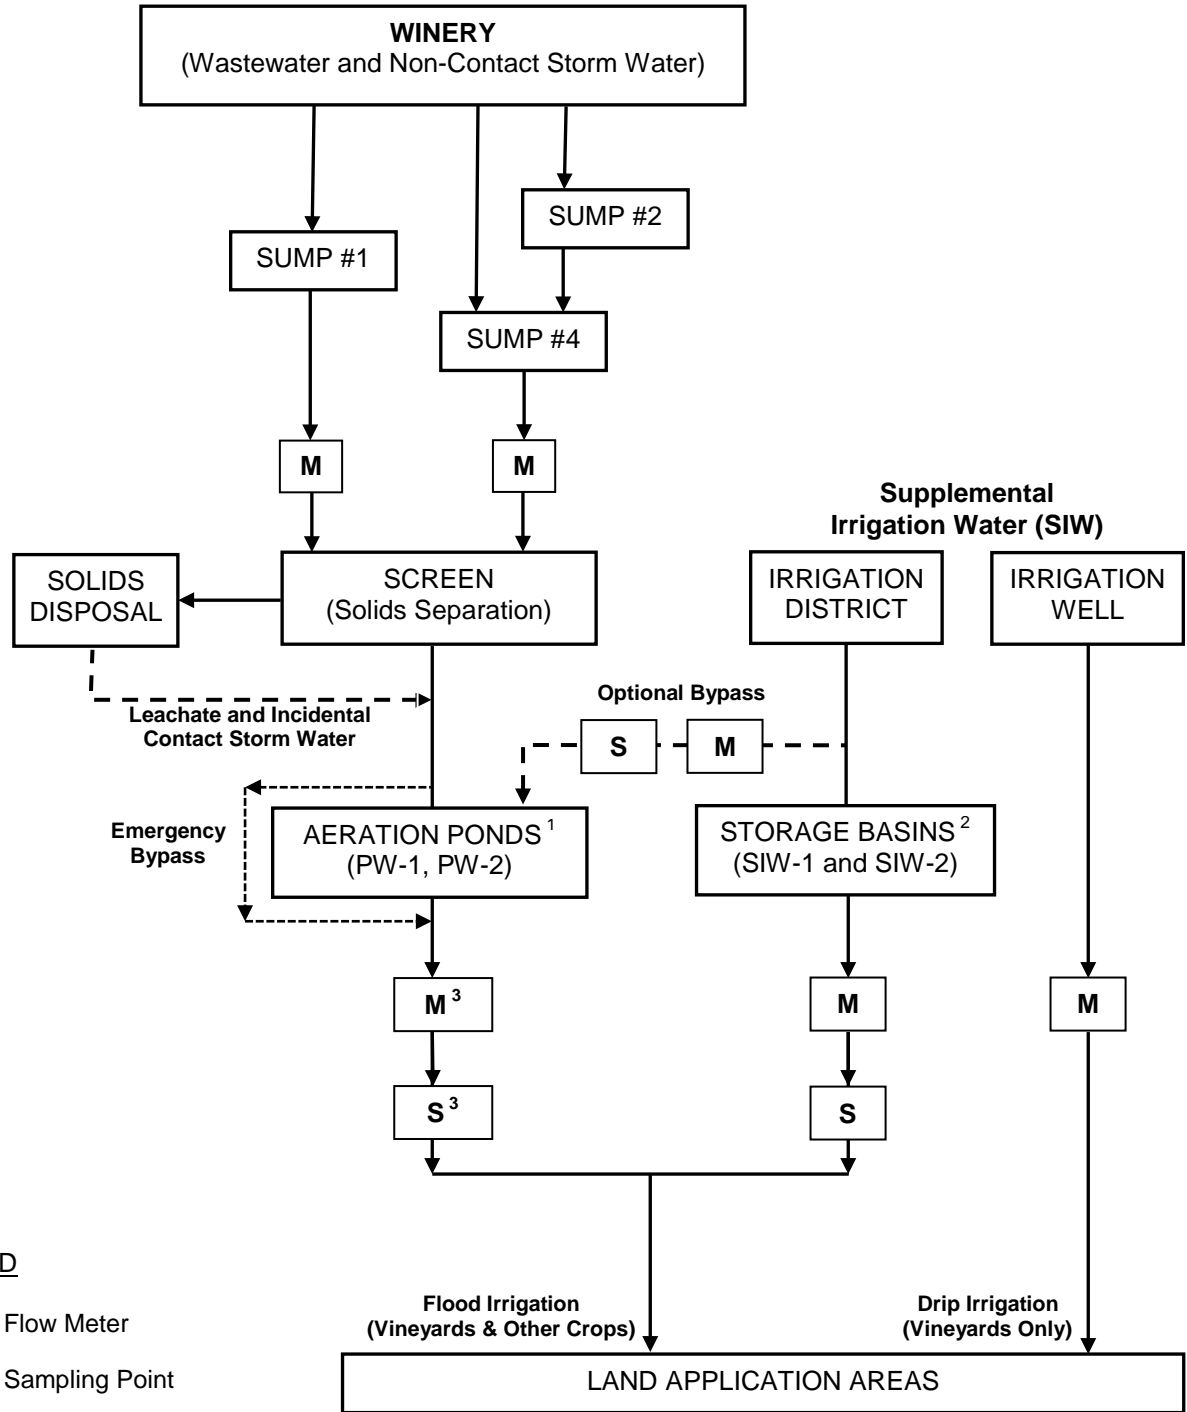 WINERY
(Wastewater and Non-Contact Storm Water)
SUMP #2
SUMP #1
SUMP #4
M
M
Supplemental
Irrigation Water (SIW)
SOLIDS
DISPOSAL
SCREEN
(Solids Separation)
IRRIGATION
DISTRICT
IRRIGATION
WELL
Leachate and Incidental
Contact Storm Water
Optional Bypass
S
M
Emergency
Bypass
AERATION PONDS 1
(PW-1, PW-2)
STORAGE BASINS 2
(SIW-1 and SIW-2)
M 3
M
M
S 3
S
D
Flow Meter
Sampling Point
Flood Irrigation
(Vineyards & Other Crops)
Drip Irrigation
(Vineyards Only)
LAND APPLICATION AREAS